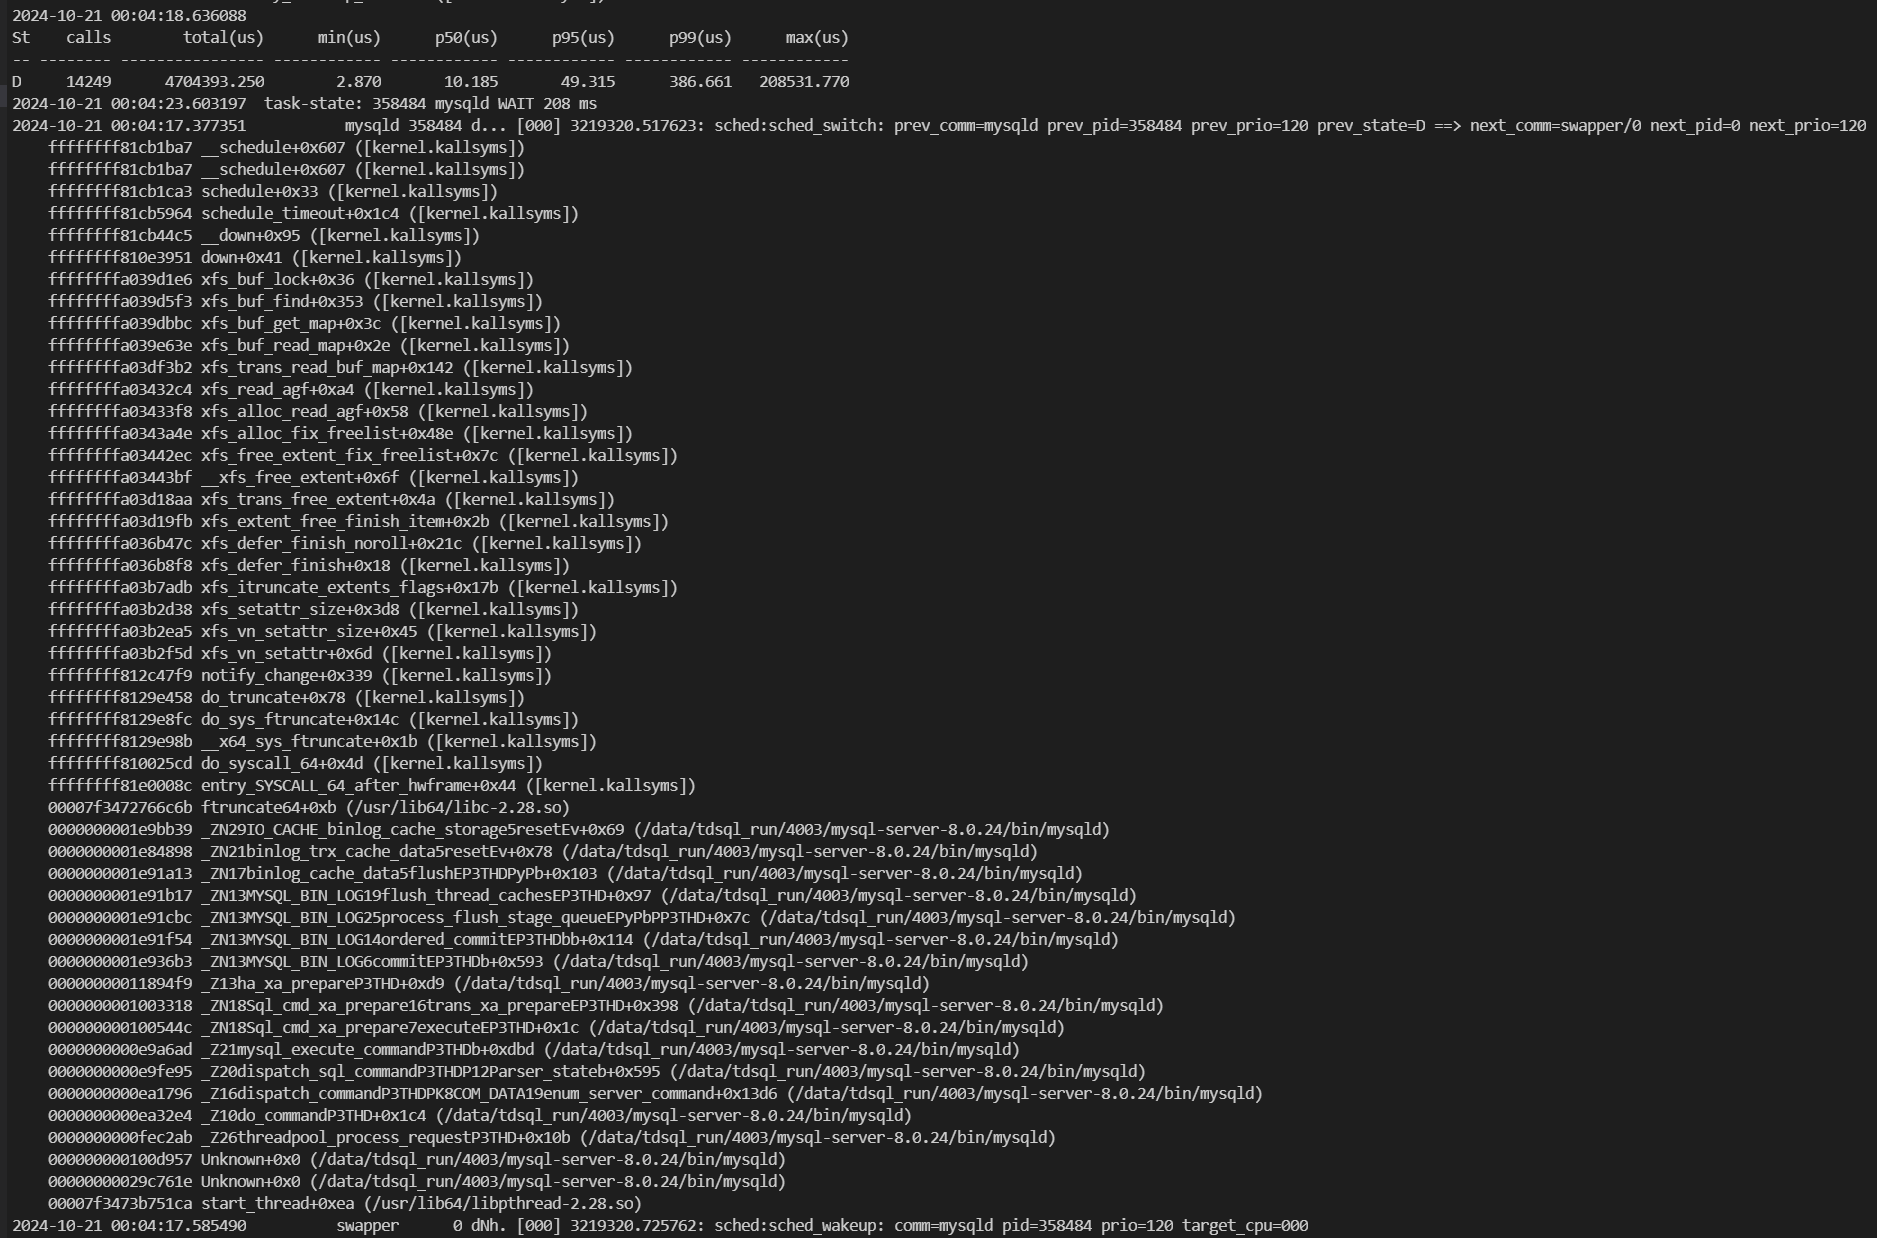 2024-10-21 00:04:18.636088
St    calls        total(us)      min(us)      p50(us)      p95(us)      p99(us)      max(us)
-- -------- ---------------- ------------ ------------ ------------ ------------ ------------
D     14249      4704393.250        2.870       10.185       49.315      386.661   208531.770
2024-10-21 00:04:23.603197  task-state: 358484 mysqld WAIT 208 ms
2024-10-21 00:04:17.377351           mysqld 358484 d... [000] 3219320.517623: sched:sched_switch: prev_comm=mysqld prev_pid=358484 prev_prio=120 prev_state=D ==> next_comm=swapper/0 next_pid=0 next_prio=120
    ffffffff81cb1ba7 __schedule+0x607 ([kernel.kallsyms])
    ffffffff81cb1ba7 __schedule+0x607 ([kernel.kallsyms])
    ffffffff81cb1ca3 schedule+0x33 ([kernel.kallsyms])
    ffffffff81cb5964 schedule_timeout+0x1c4 ([kernel.kallsyms])
    ffffffff81cb44c5 __down+0x95 ([kernel.kallsyms])
    ffffffff810e3951 down+0x41 ([kernel.kallsyms])
    ffffffffa039d1e6 xfs_buf_lock+0x36 ([kernel.kallsyms])
    ffffffffa039d5f3 xfs_buf_find+0x353 ([kernel.kallsyms])
    ffffffffa039dbbc xfs_buf_get_map+0x3c ([kernel.kallsyms])
    ffffffffa039e63e xfs_buf_read_map+0x2e ([kernel.kallsyms])
    ffffffffa03df3b2 xfs_trans_read_buf_map+0x142 ([kernel.kallsyms])
    ffffffffa03432c4 xfs_read_agf+0xa4 ([kernel.kallsyms])
    ffffffffa03433f8 xfs_alloc_read_agf+0x58 ([kernel.kallsyms])
    ffffffffa0343a4e xfs_alloc_fix_freelist+0x48e ([kernel.kallsyms])
    ffffffffa03442ec xfs_free_extent_fix_freelist+0x7c ([kernel.kallsyms])
    ffffffffa03443bf __xfs_free_extent+0x6f ([kernel.kallsyms])
    ffffffffa03d18aa xfs_trans_free_extent+0x4a ([kernel.kallsyms])
    ffffffffa03d19fb xfs_extent_free_finish_item+0x2b ([kernel.kallsyms])
    ffffffffa036b47c xfs_defer_finish_noroll+0x21c ([kernel.kallsyms])
    ffffffffa036b8f8 xfs_defer_finish+0x18 ([kernel.kallsyms])
    ffffffffa03b7adb xfs_itruncate_extents_flags+0x17b ([kernel.kallsyms])
    ffffffffa03b2d38 xfs_setattr_size+0x3d8 ([kernel.kallsyms])
    ffffffffa03b2ea5 xfs_vn_setattr_size+0x45 ([kernel.kallsyms])
    ffffffffa03b2f5d xfs_vn_setattr+0x6d ([kernel.kallsyms])
    ffffffff812c47f9 notify_change+0x339 ([kernel.kallsyms])
    ffffffff8129e458 do_truncate+0x78 ([kernel.kallsyms])
    ffffffff8129e8fc do_sys_ftruncate+0x14c ([kernel.kallsyms])
    ffffffff8129e98b __x64_sys_ftruncate+0x1b ([kernel.kallsyms])
    ffffffff810025cd do_syscall_64+0x4d ([kernel.kallsyms])
    ffffffff81e0008c entry_SYSCALL_64_after_hwframe+0x44 ([kernel.kallsyms])
    00007f3472766c6b ftruncate64+0xb (/usr/lib64/libc-2.28.so)
    0000000001e9bb39 _ZN29IO_CACHE_binlog_cache_storage5resetEv+0x69 (/data/tdsql_run/4003/mysql-server-8.0.24/bin/mysqld)
    0000000001e84898 _ZN21binlog_trx_cache_data5resetEv+0x78 (/data/tdsql_run/4003/mysql-server-8.0.24/bin/mysqld)
    0000000001e91a13 _ZN17binlog_cache_data5flushEP3THDPyPb+0x103 (/data/tdsql_run/4003/mysql-server-8.0.24/bin/mysqld)
    0000000001e91b17 _ZN13MYSQL_BIN_LOG19flush_thread_cachesEP3THD+0x97 (/data/tdsql_run/4003/mysql-server-8.0.24/bin/mysqld)
    0000000001e91cbc _ZN13MYSQL_BIN_LOG25process_flush_stage_queueEPyPbPP3THD+0x7c (/data/tdsql_run/4003/mysql-server-8.0.24/bin/mysqld)
    0000000001e91f54 _ZN13MYSQL_BIN_LOG14ordered_commitEP3THDbb+0x114 (/data/tdsql_run/4003/mysql-server-8.0.24/bin/mysqld)
    0000000001e936b3 _ZN13MYSQL_BIN_LOG6commitEP3THDb+0x593 (/data/tdsql_run/4003/mysql-server-8.0.24/bin/mysqld)
    00000000011894f9 _Z13ha_xa_prepareP3THD+0xd9 (/data/tdsql_run/4003/mysql-server-8.0.24/bin/mysqld)
    0000000001003318 _ZN18Sql_cmd_xa_prepare16trans_xa_prepareEP3THD+0x398 (/data/tdsql_run/4003/mysql-server-8.0.24/bin/mysqld)
    000000000100544c _ZN18Sql_cmd_xa_prepare7executeEP3THD+0x1c (/data/tdsql_run/4003/mysql-server-8.0.24/bin/mysqld)
    0000000000e9a6ad _Z21mysql_execute_commandP3THDb+0xdbd (/data/tdsql_run/4003/mysql-server-8.0.24/bin/mysqld)
    0000000000e9fe95 _Z20dispatch_sql_commandP3THDP12Parser_stateb+0x595 (/data/tdsql_run/4003/mysql-server-8.0.24/bin/mysqld)
    0000000000ea1796 _Z16dispatch_commandP3THDPK8COM_DATA19enum_server_command+0x13d6 (/data/tdsql_run/4003/mysql-server-8.0.24/bin/mysqld)
    0000000000ea32e4 _Z10do_commandP3THD+0x1c4 (/data/tdsql_run/4003/mysql-server-8.0.24/bin/mysqld)
    0000000000fec2ab _Z26threadpool_process_requestP3THD+0x10b (/data/tdsql_run/4003/mysql-server-8.0.24/bin/mysqld)
    000000000100d957 Unknown+0x0 (/data/tdsql_run/4003/mysql-server-8.0.24/bin/mysqld)
    00000000029c761e Unknown+0x0 (/data/tdsql_run/4003/mysql-server-8.0.24/bin/mysqld)
    00007f3473b751ca start_thread+0xea (/usr/lib64/libpthread-2.28.so)
2024-10-21 00:04:17.585490          swapper     0 dNh. [000] 3219320.725762: sched:sched_wakeup: comm=mysqld pid=358484 prio=120 target_cpu=000